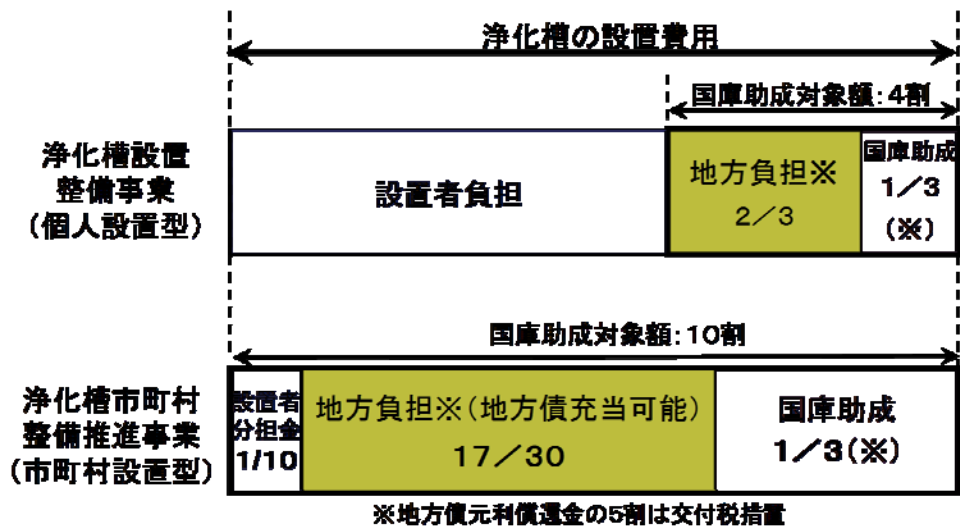 浄化槽の設置費用
国庫助成対象額：4割
浄化槽設置
整備事業
（個人設置型）
設置者負担
地方負担※
2／3
国庫助成
1／3
（※）
国庫助成対象額：10割
浄化槽市町村
整備推進事業
（市町村設置型）
設置者
分担金
1/10
地方負担※（地方債充当可能）
17／30
国庫助成
1／3（※）
※地方債元利償還金の5割は交付税措置